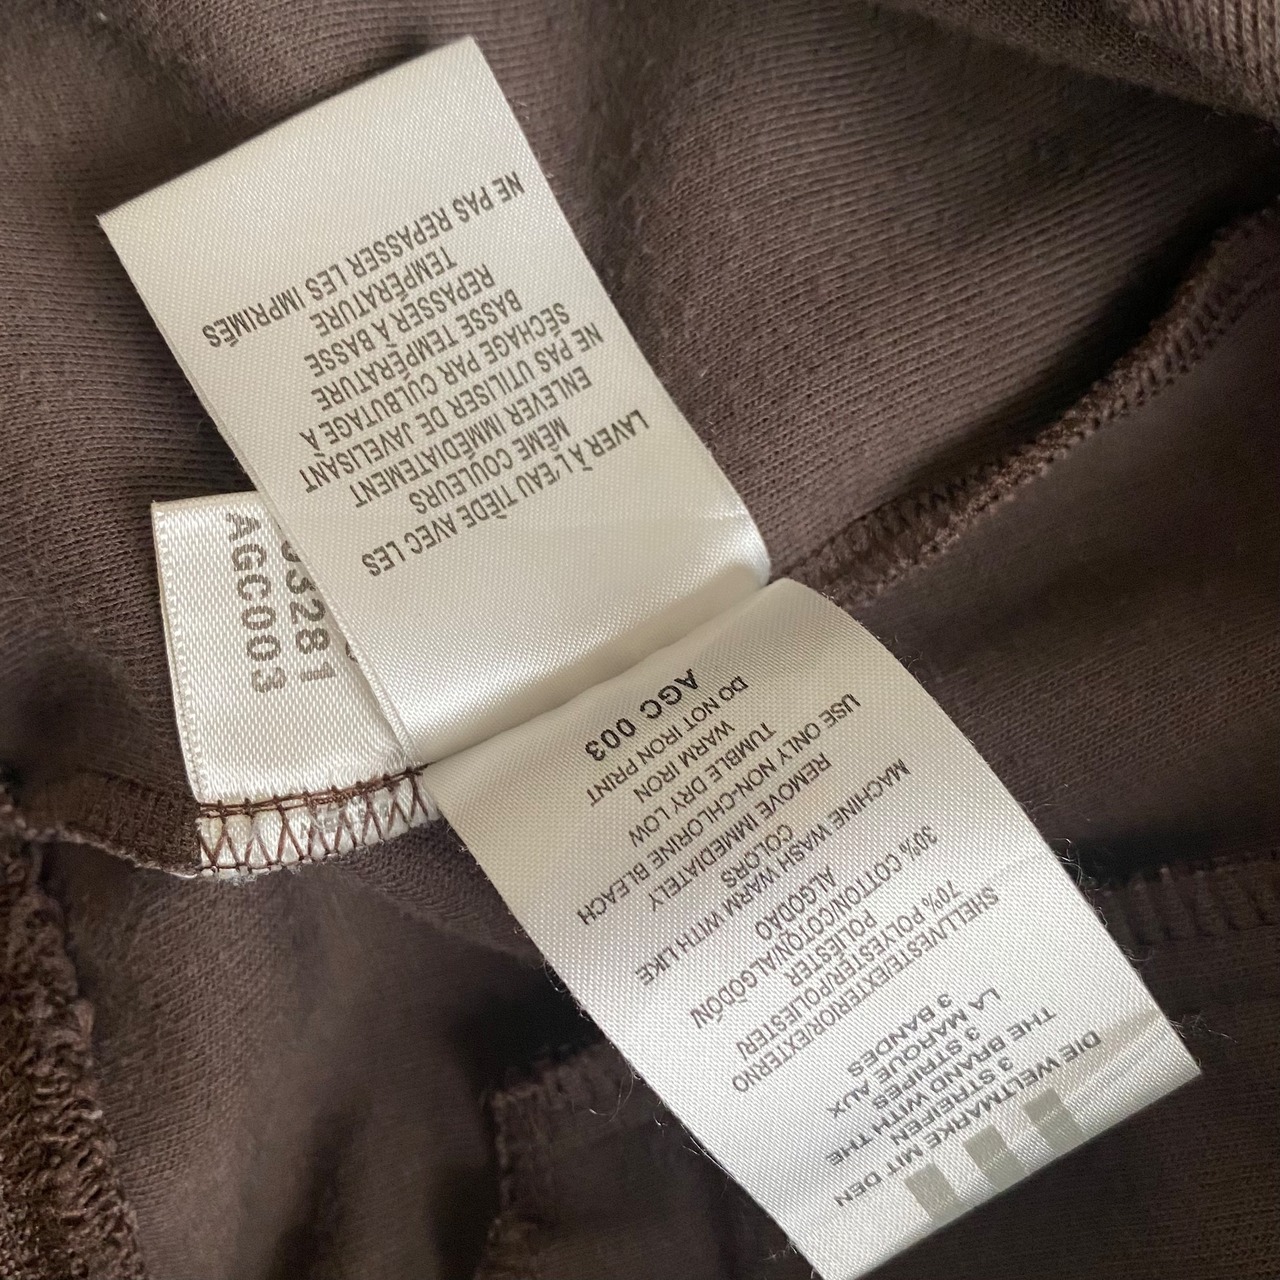 LAVER À L'EAU TIÈDE AVEC LES
MÊME COULEURS
ENLEVER IMMÉDIATEMENT
NE PAS UTILISER DE JAVELISANT
SÉCHAGE PAR CULBUTAGE À
BASSE TEMPÉRATURE
REPASSER À BASSE
TEMPÉRATURE
NE PAS REPASSER LES IMPRIMÉS
3281
AGC003
DIE WELTMARKE MIT DEN
3 STREIFEN
THE BRAND WITH THE
3 STRIPES
LA MARQUE AUX
3 BANDES
SHELL/VESTE/EXTERIOR/EXTERNO
70% POLYESTER/POLIESTER/
POLIESTER
30% COTTON/COTON/ALGODÓN
ALGODAO
MACHINE WASH WARM WITH LIKE
COLORS
REMOVE IMMEDIATELY
USE ONLY NON-CHLORINE BLEACH
TUMBLE DRY LOW
WARM IRON
DO NOT IRON PRINT
AGC 003